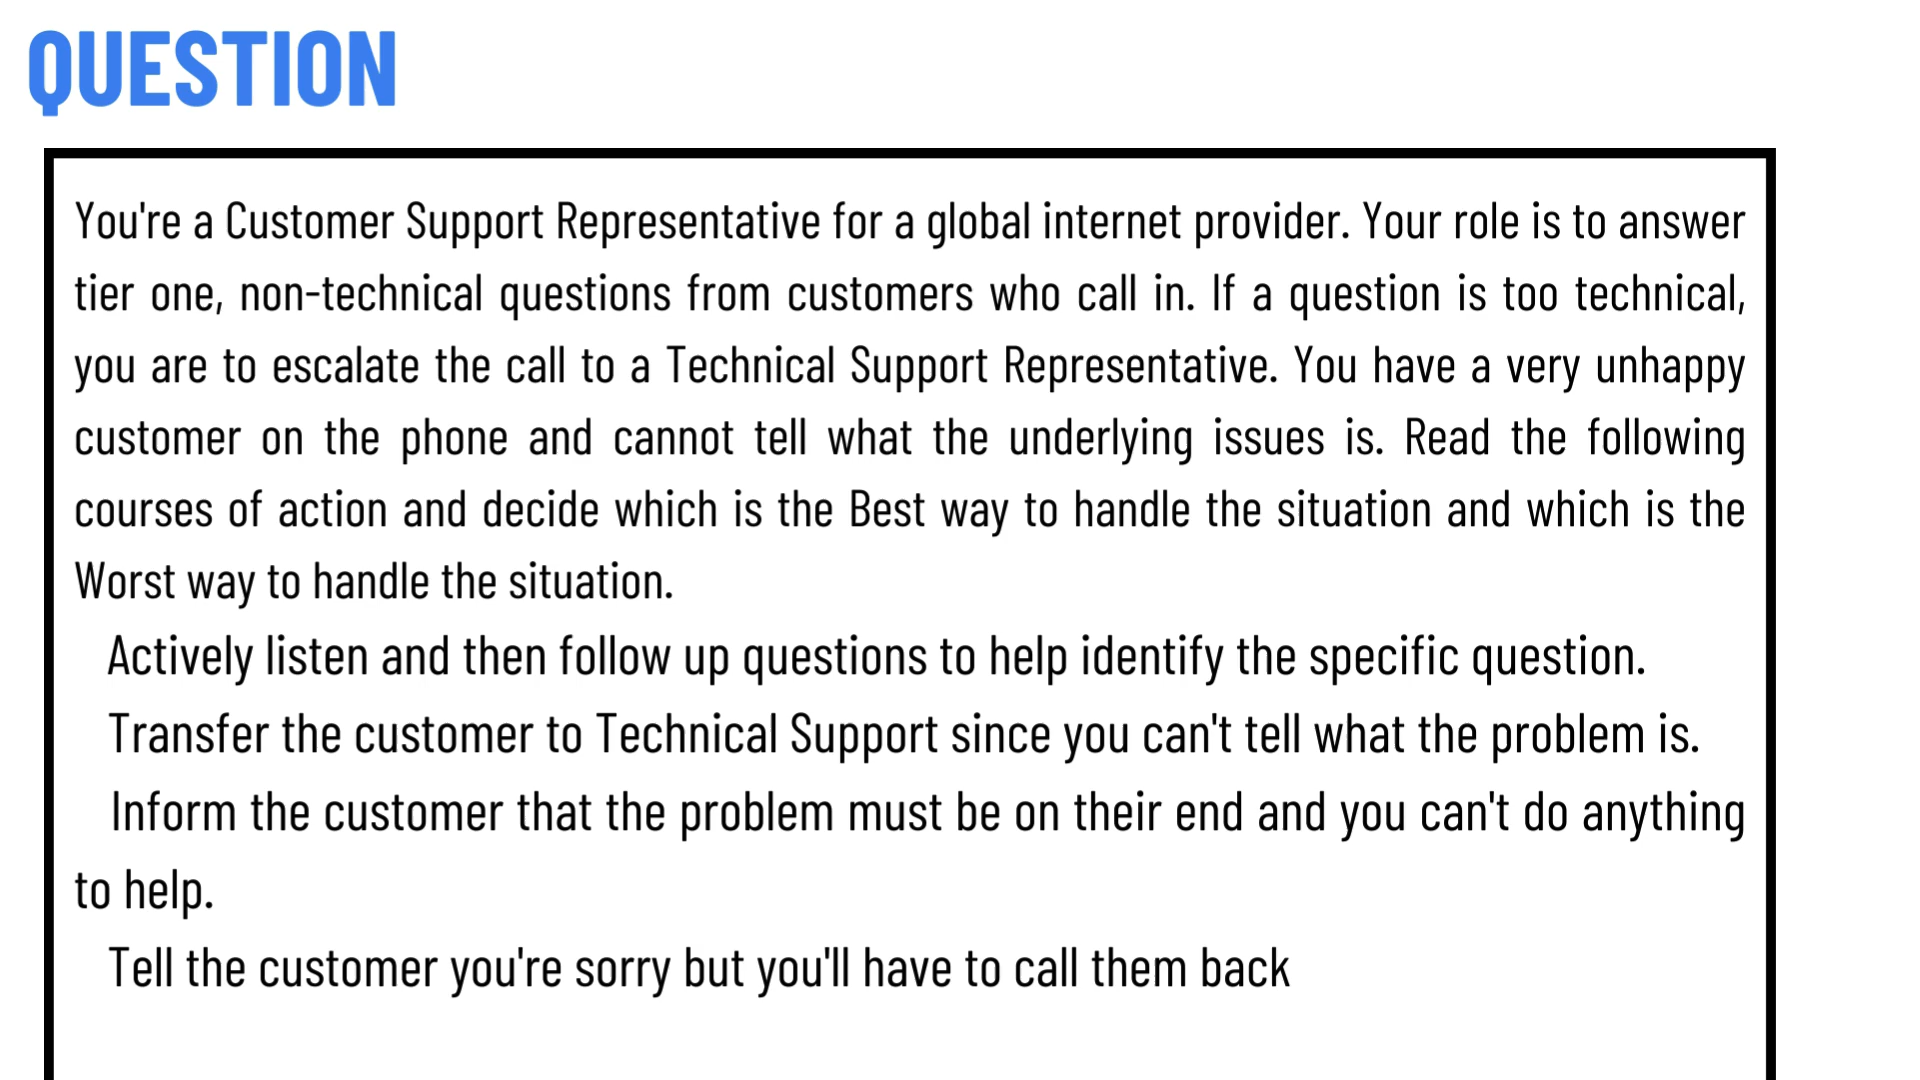 QUESTION
You're a Customer Support Representative for a global internet provider. Your role is to answer
tier one, non-technical questions from customers who call in. If a question is too technical,
you are to escalate the call to a Technical Support Representative. You have a very unhappy
customer on the phone and cannot tell what the underlying issues is. Read the following
courses of action and decide which is the Best way to handle the situation and which is the
Worst way to handle the situation.
Actively listen and then follow up questions to help identify the specific question.
Transfer the customer to Technical Support since you can't tell what the problem is.
Inform the customer that the problem must be on their end and you can't do anything
to help.
Tell the customer you're sorry but you'll have to call them back